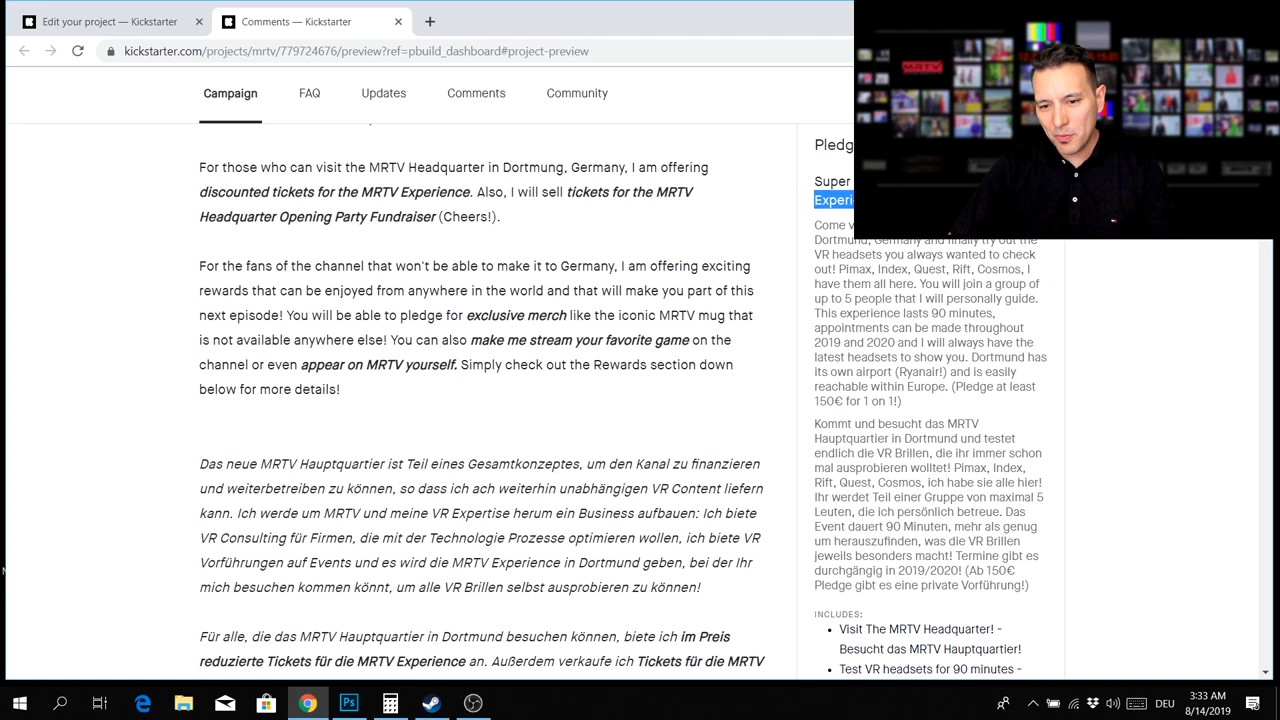 Edit your project — Kickstarter
Comments — Kickstarter
kickstarter.com/projects/mrtv/779724676/preview?ref=pbuild_dashboard#project-preview
Campaign
FAQ
Updates
Comments
Community
MRTV
For those who can visit the MRTV Headquarter in Dortmung, Germany, I am offering
discounted tickets for the MRTV Experience. Also, I will sell tickets for the MRTV
Headquarter Opening Party Fundraiser (Cheers!).
For the fans of the channel that won't be able to make it to Germany, I am offering exciting
rewards that can be enjoyed from anywhere in the world and that will make you part of this
next episode! You will be able to pledge for exclusive merch like the iconic MRTV mug that
is not available anywhere else! You can also make me stream your favorite game on the
channel or even appear on MRTV yourself. Simply check out the Rewards section down
below for more details!
Das neue MRTV Hauptquartier ist Teil eines Gesamtkonzeptes, um den Kanal zu finanzieren
und weiterbetreiben zu können, so dass ich ach weiterhin unabhängigen VR Content liefern
kann. Ich werde um MRTV und meine VR Expertise herum ein Business aufbauen: Ich biete
VR Consulting für Firmen, die mit der Technologie Prozesse optimieren wollen, ich biete VR
Vorführungen auf Events und es wird die MRTV Experience in Dortmund geben, bei der Ihr
mich besuchen kommen könnt, um alle VR Brillen selbst ausprobieren zu können!
Für alle, die das MRTV Hauptquartier in Dortmund besuchen können, biete ich im Preis
reduzierte Tickets für die MRTV Experience an. Außerdem verkaufe ich Tickets für die MRTV
Pledg
Super
Experi
Come v
Dortmund, Germany and finally try out the
VR headsets you always wanted to check
out! Pimax, Index, Quest, Rift, Cosmos, I
have them all here. You will join a group of
up to 5 people that I will personally guide.
This experience lasts 90 minutes,
appointments can be made throughout
2019 and 2020 and I will always have the
latest headsets to show you. Dortmund has
its own airport (Ryanair!) and is easily
reachable within Europe. (Pledge at least
150€ for 1 on 1!)
Kommt und besucht das MRTV
Hauptquartier in Dortmund und testet
endlich die VR Brillen, die ihr immer schon
mal ausprobieren wolltet! Pimax, Index,
Rift, Quest, Cosmos, ich habe sie alle hier!
Ihr werdet Teil einer Gruppe von maximal 5
Leuten, die ich persönlich betreue. Das
Event dauert 90 Minuten, mehr als genug
um herauszufinden, was die VR Brillen
jeweils besonders macht! Termine gibt es
durchgängig in 2019/2020! (Ab 150€
Pledge gibt es eine private Vorführung!)
INCLUDES:
• Visit The MRTV Headquarter! -
Besucht das MRTV Hauptquartier!
• Test VR headsets for 90 minutes -
Ps
DEU
3:33 AM
8/14/2019